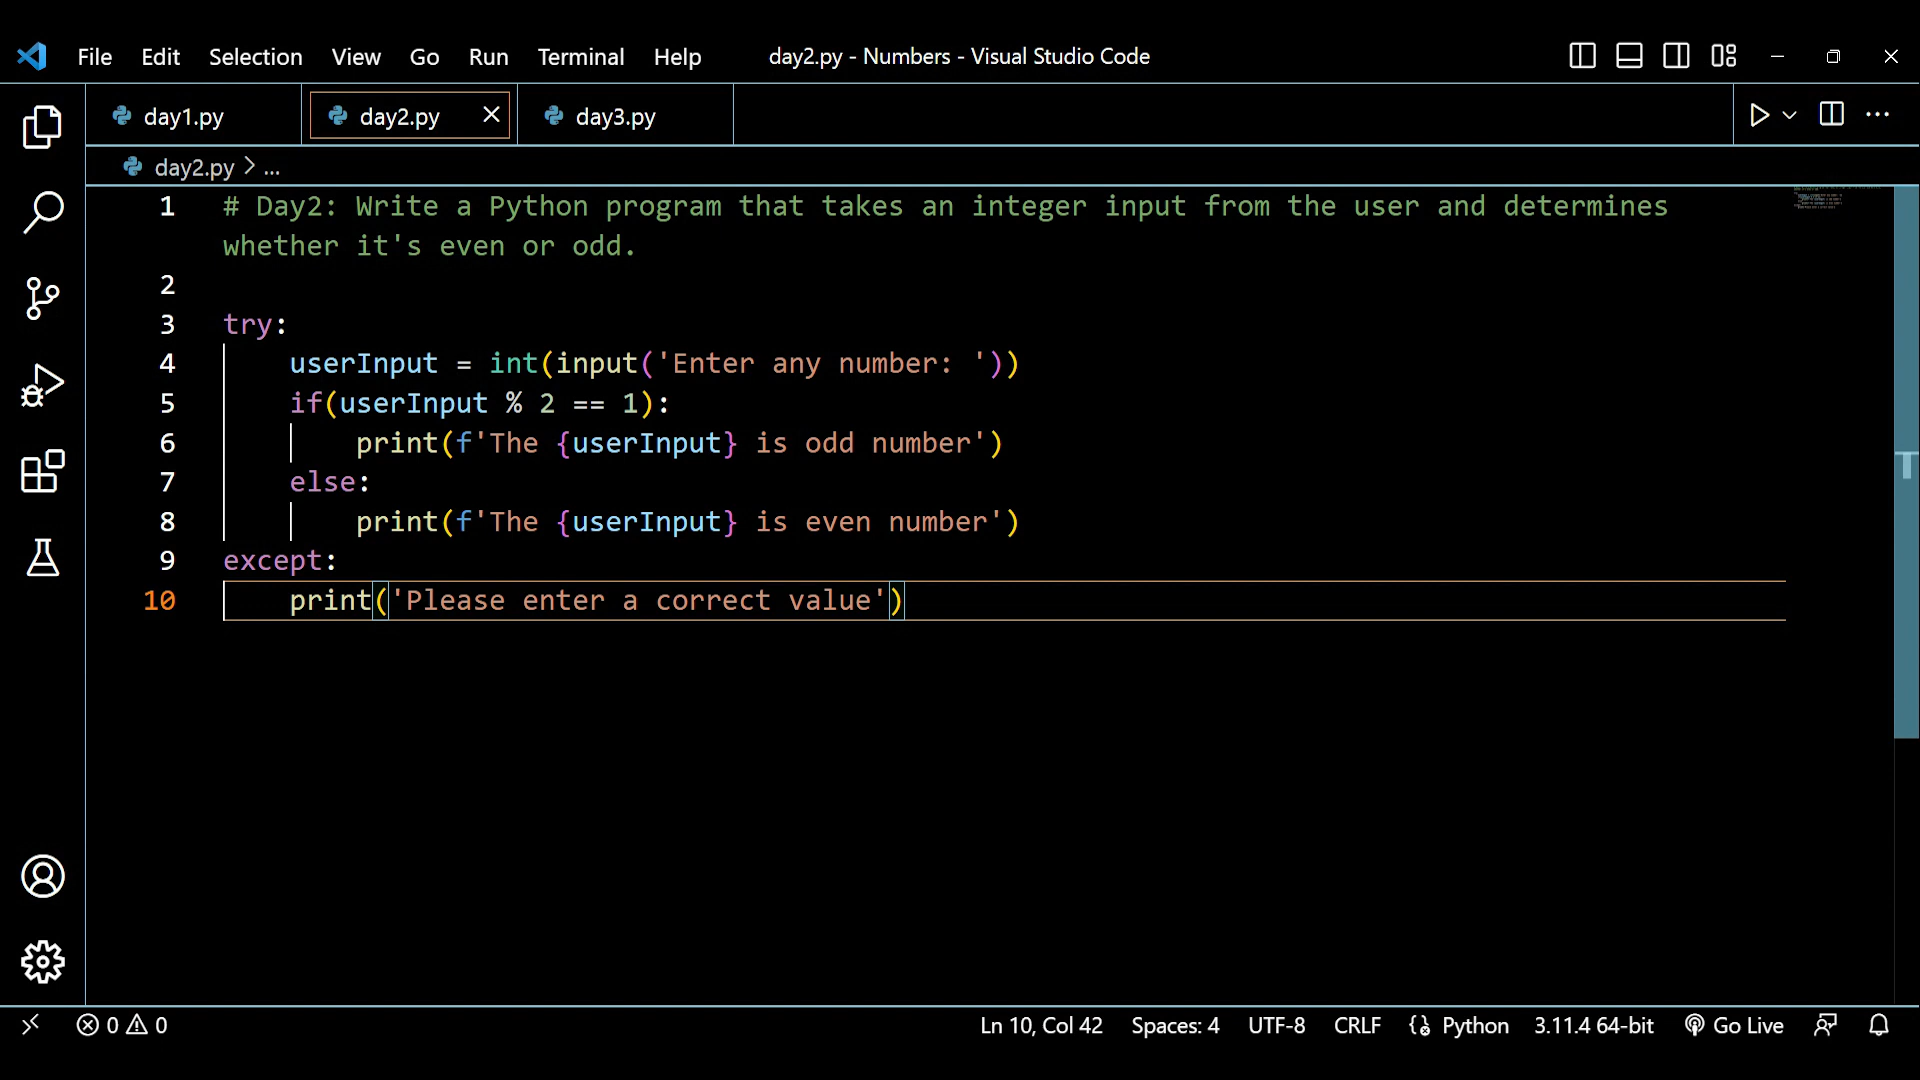 File Edit Selection View Go Run Terminal Help day2.py - Numbers - Visual Studio Code
day1.py day2.py day3.py
day2.py > ...
1 # Day2: Write a Python program that takes an integer input from the user and determines
whether it's even or odd.
2
3 try:
4     userInput = int(input('Enter any number: '))
5     if(userInput % 2 == 1):
6         print(f'The {userInput} is odd number')
7     else:
8         print(f'The {userInput} is even number')
9 except:
10     print('Please enter a correct value')
0 0 Ln 10, Col 42 Spaces: 4 UTF-8 CRLF Python 3.11.4 64-bit Go Live